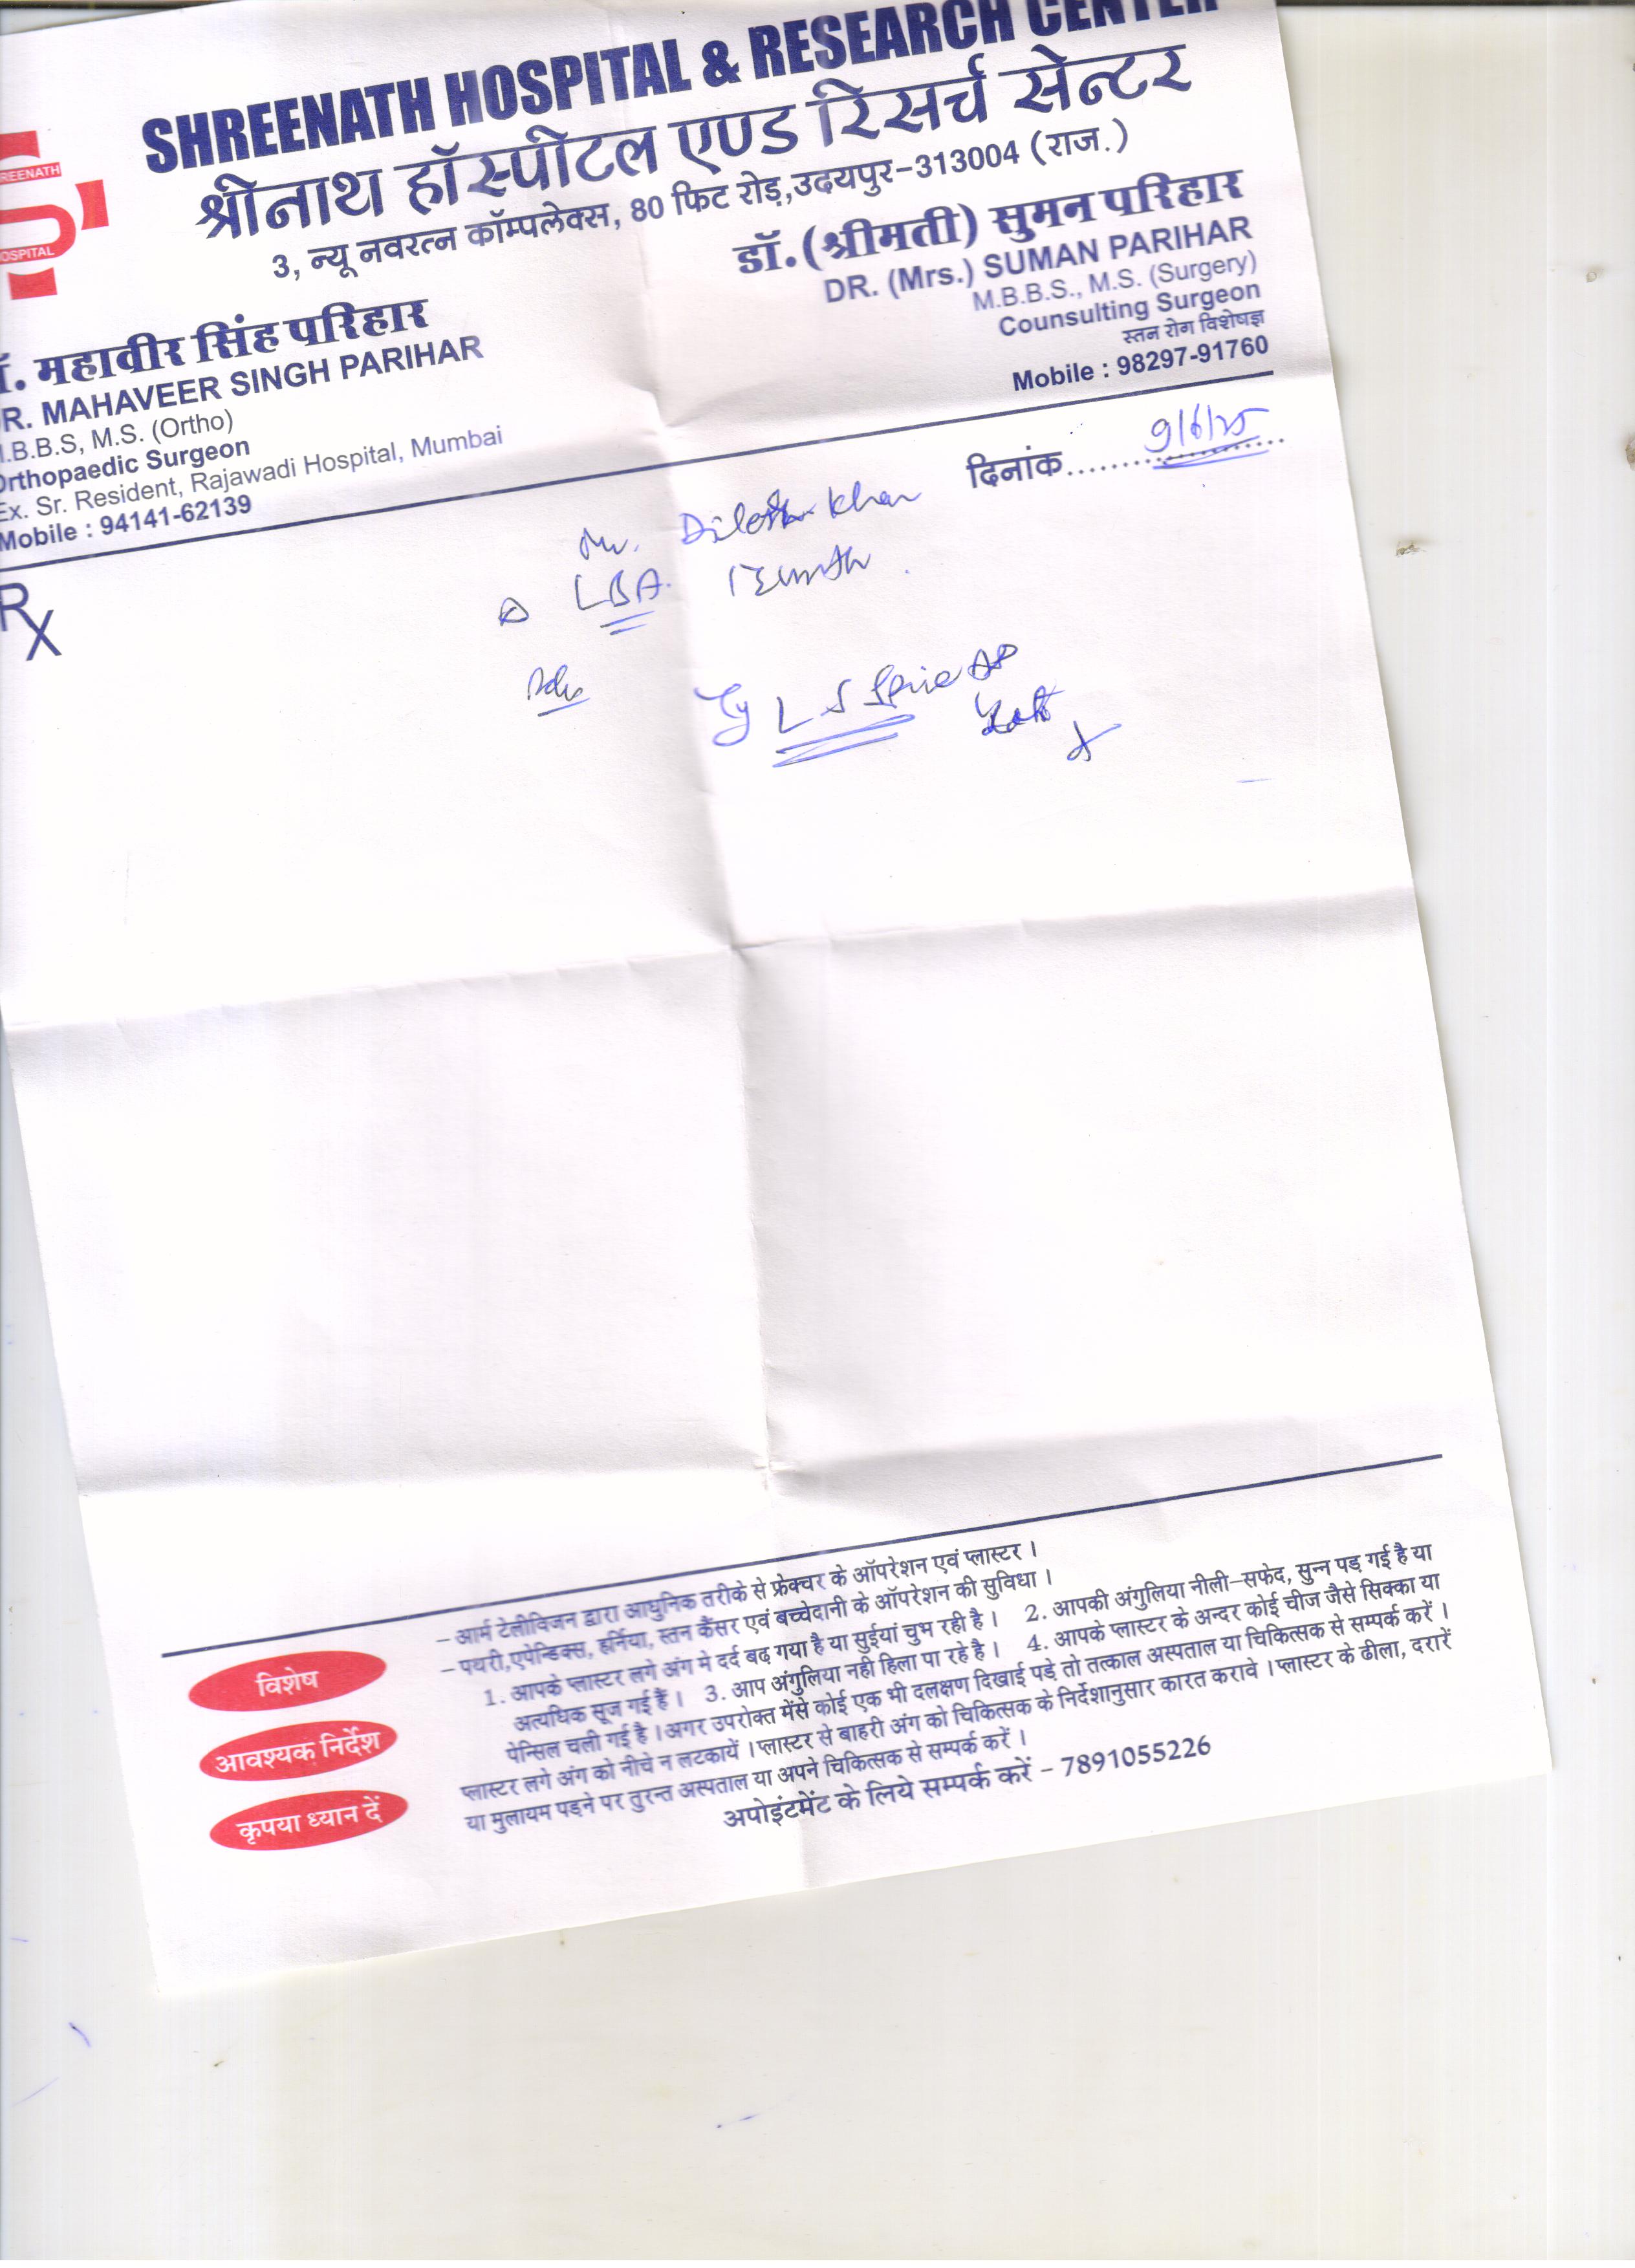 SHREENATH HOSPITAL & RESEARCH CENTER
श्रीनाथ हॉस्पीटल एण्ड रिसर्च सेन्टर
3, न्यू नवरत्न कॉम्पलेक्स, 80 फिट रोड़,उदयपुर-313004 (राज.)
REENATH
OSPITAL
डॉ.(श्रीमती) सुमन परिहार
DR. (Mrs.) SUMAN PARIHAR
M.B.B.S., M.S. (Surgery)
Counsulting Surgeon
स्तन रोग विशेषज्ञ
Mobile : 98297-91760
ॉ. महावीर सिंह परिहार
R. MAHAVEER SINGH PARIHAR
.B.B.S, M.S. (Ortho)
Orthopaedic Surgeon
Ex. Sr. Resident, Rajawadi Hospital, Mumbai
Mobile : 94141-62139
दिनांक.................... 9/6/25
Mr. Khan
LBA.
Rx
Adv
L S Spine AP
Lat
– आर्म टेलीविजन द्वारा आधुनिक तरीके से फ्रेक्चर के ऑपरेशन एवं प्लास्टर ।
विशेष
– पथरी,एपेन्डिक्स, हर्निया, स्तन कैंसर एवं बच्चेदानी के ऑपरेशन की सुविधा ।
आवश्यक निर्देश
1. आपके प्लास्टर लगे अंग मे दर्द बढ़ गया है या सुईयां चुभ रही है । 2. आपकी अंगुलिया नीली-सफेद, सुन्न पड़ गई है या
अत्यधिक सूज गई हैं । 3. आप अंगुलिया नही हिला पा रहे है । 4. आपके प्लास्टर के अन्दर कोई चीज जैसे सिक्का या
पेन्सिल चली गई है । अगर उपरोक्त मेंसे कोई एक भी दलक्षण दिखाई पड़े तो तत्काल अस्पताल या चिकित्सक से सम्पर्क करें ।
कृपया ध्यान दें
प्लास्टर लगे अंग को नीचे न लटकायें । प्लास्टर से बाहरी अंग को चिकित्सक के निर्देशानुसार कारत करावे । प्लास्टर के ढीला, दरारें
या मुलायम पड़ने पर तुरन्त अस्पताल या अपने चिकित्सक से सम्पर्क करें ।
अपोइंटमेंट के लिये सम्पर्क करें – 7891055226